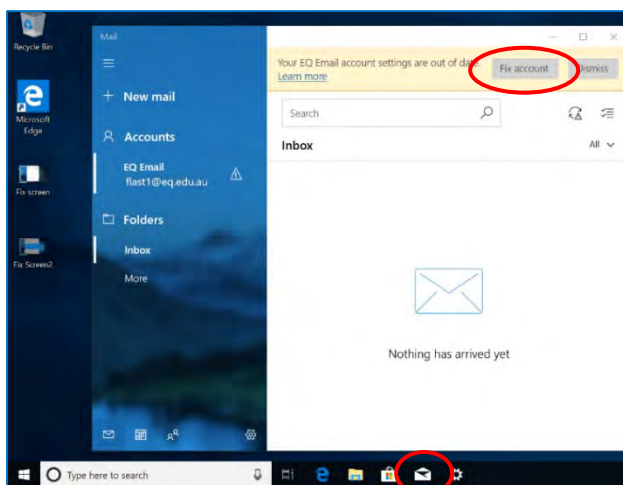 Recycle Bin
Microsoft
Edge
Fix screen
Fix Screen2
Mail
+ New mail
Accounts
EQ Email
flast1@eq.edu.au
Folders
Inbox
More
Your EQ Email account settings are out of date.
Learn more
Fix account
Dismiss
Search
Inbox
All
Nothing has arrived yet
Type here to search